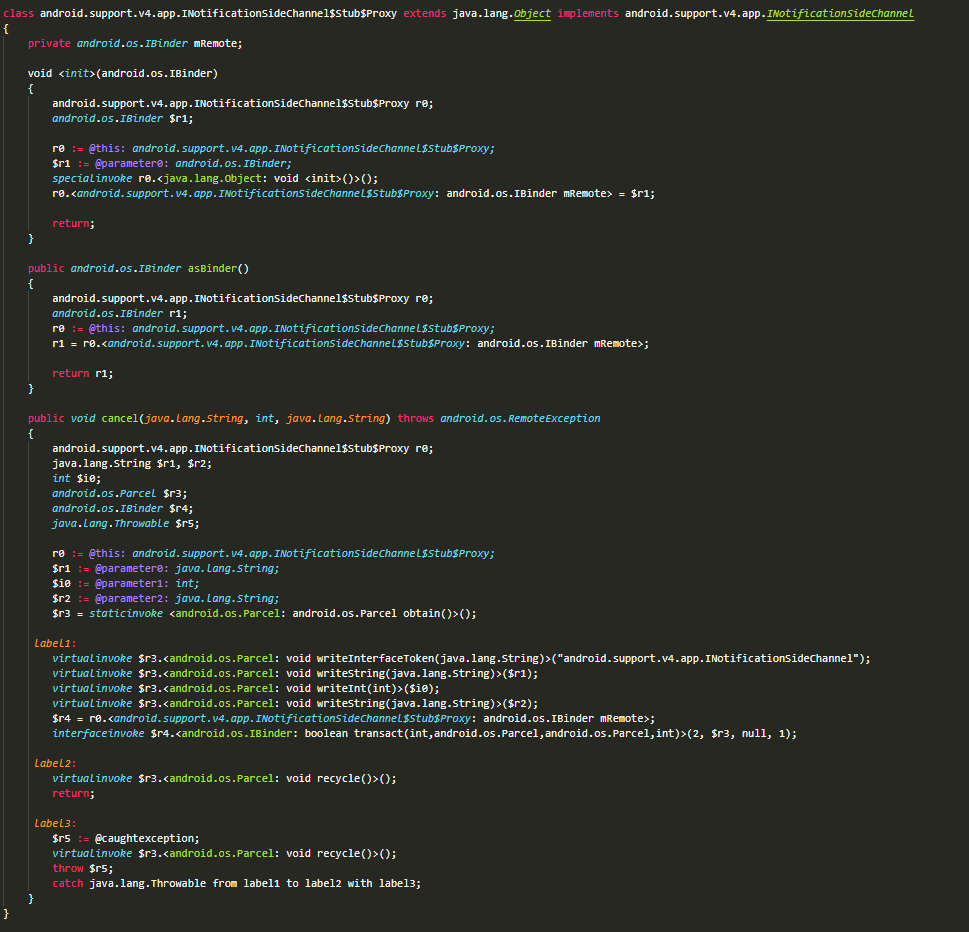 class android.support.v4.app.INotificationSideChannel$Stub$Proxy extends java.lang.Object implements android.support.v4.app.INotificationSideChannel
{
    private android.os.IBinder mRemote;

    void <init>(android.os.IBinder)
    {
        android.support.v4.app.INotificationSideChannel$Stub$Proxy r0;
        android.os.IBinder $r1;

        r0 := @this: android.support.v4.app.INotificationSideChannel$Stub$Proxy;
        $r1 := @parameter0: android.os.IBinder;
        specialinvoke r0.<java.lang.Object: void <init>()>();
        r0.<android.support.v4.app.INotificationSideChannel$Stub$Proxy: android.os.IBinder mRemote> = $r1;

        return;
    }

    public android.os.IBinder asBinder()
    {
        android.support.v4.app.INotificationSideChannel$Stub$Proxy r0;
        android.os.IBinder r1;
        r0 := @this: android.support.v4.app.INotificationSideChannel$Stub$Proxy;
        r1 = r0.<android.support.v4.app.INotificationSideChannel$Stub$Proxy: android.os.IBinder mRemote>;

        return r1;
    }

    public void cancel(java.lang.String, int, java.lang.String) throws android.os.RemoteException
    {
        android.support.v4.app.INotificationSideChannel$Stub$Proxy r0;
        java.lang.String $r1, $r2;
        int $i0;
        android.os.Parcel $r3;
        android.os.IBinder $r4;
        java.lang.Throwable $r5;

        r0 := @this: android.support.v4.app.INotificationSideChannel$Stub$Proxy;
        $r1 := @parameter0: java.lang.String;
        $i0 := @parameter1: int;
        $r2 := @parameter2: java.lang.String;
        $r3 = staticinvoke <android.os.Parcel: android.os.Parcel obtain()>();

     label1:
        virtualinvoke $r3.<android.os.Parcel: void writeInterfaceToken(java.lang.String)>("android.support.v4.app.INotificationSideChannel");
        virtualinvoke $r3.<android.os.Parcel: void writeString(java.lang.String)>($r1);
        virtualinvoke $r3.<android.os.Parcel: void writeInt(int)>($i0);
        virtualinvoke $r3.<android.os.Parcel: void writeString(java.lang.String)>($r2);
        $r4 = r0.<android.support.v4.app.INotificationSideChannel$Stub$Proxy: android.os.IBinder mRemote>;
        interfaceinvoke $r4.<android.os.IBinder: boolean transact(int,android.os.Parcel,android.os.Parcel,int)>(2, $r3, null, 1);

     label2:
        virtualinvoke $r3.<android.os.Parcel: void recycle()>();
        return;

     label3:
        $r5 := @caughtexception;
        virtualinvoke $r3.<android.os.Parcel: void recycle()>();
        throw $r5;
        catch java.lang.Throwable from label1 to label2 with label3;
    }
}